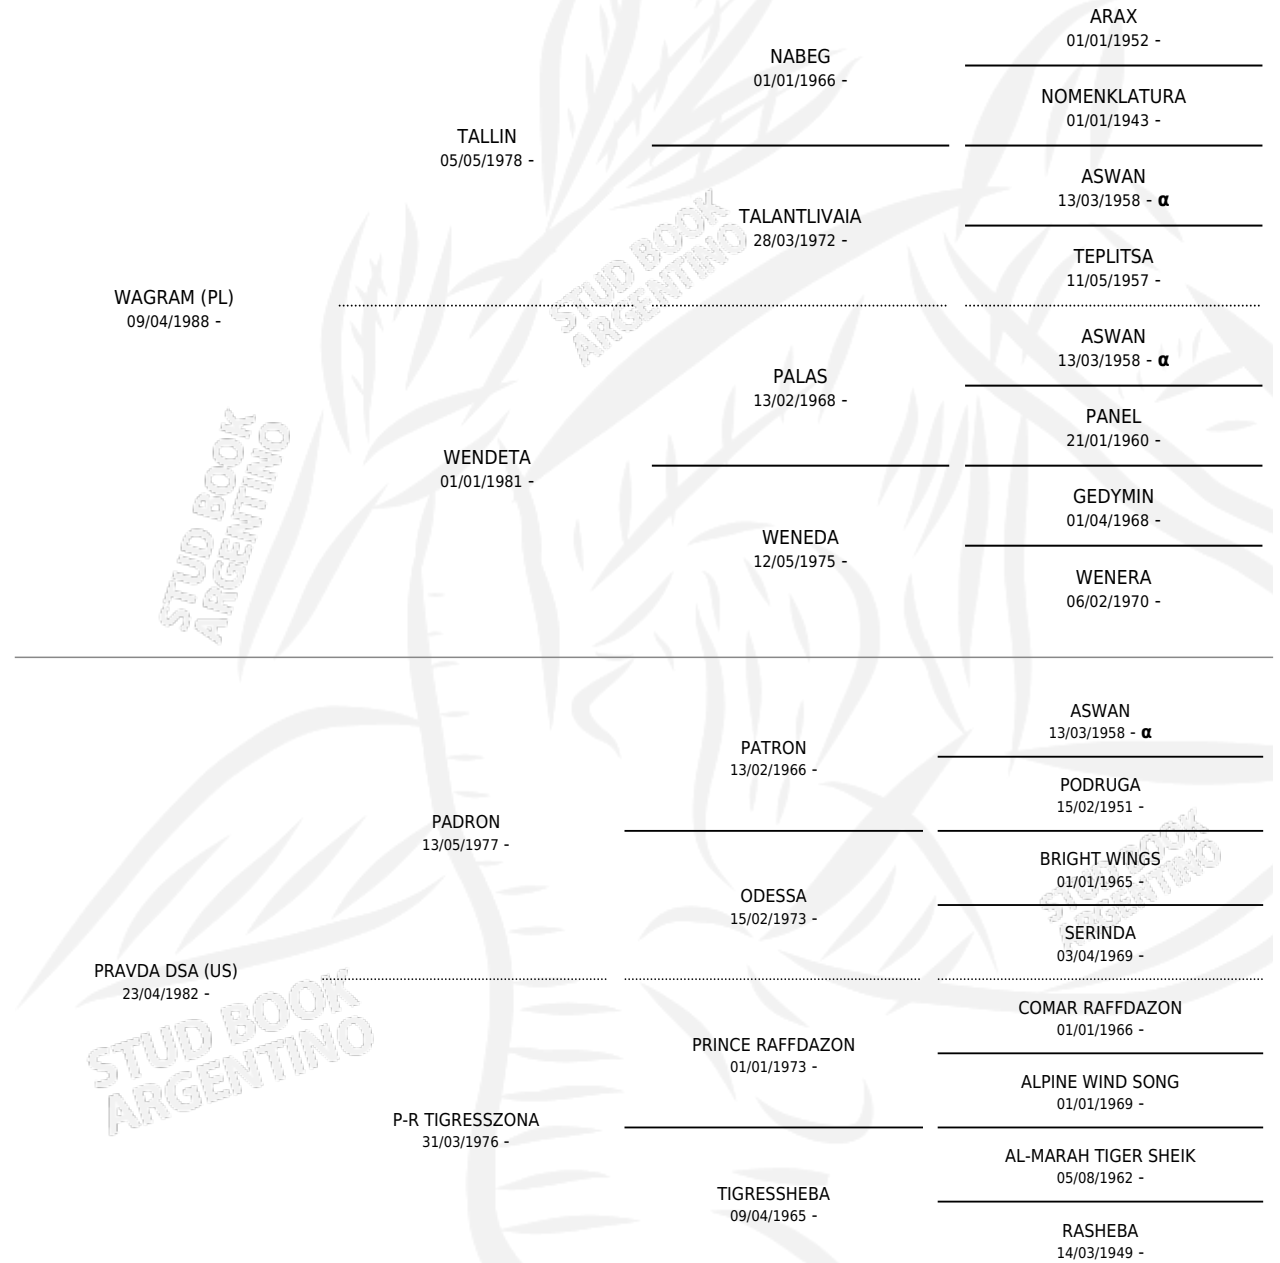 ARAX
01/01/1952 -
NABEG
01/01/1966 -
NOMENKLATURA
01/01/1943 -
TALLIN
05/05/1978 -
ASWAN
13/03/1958 - α
TALANTLIVAIA
28/03/1972 -
TEPLITSA
11/05/1957 -
WAGRAM (PL)
09/04/1988 -
ASWAN
13/03/1958 - α
PALAS
13/02/1968 -
PANEL
21/01/1960 -
WENDETA
01/01/1981 -
GEDYMIN
01/04/1968 -
WENEDA
12/05/1975 -
WENERA
06/02/1970 -
STUD BOOK
ARGENTINO
STUD BOOK
ARGENTINO
ASWAN
13/03/1958 - α
PATRON
13/02/1966 -
PODRUGA
15/02/1951 -
PADRON
13/05/1977 -
BRIGHT WINGS
01/01/1965 -
ODESSA
15/02/1973 -
SERINDA
03/04/1969 -
PRAVDA DSA (US)
23/04/1982 -
COMAR RAFFDAZON
01/01/1966 -
PRINCE RAFFDAZON
01/01/1973 -
ALPINE WIND SONG
01/01/1969 -
P-R TIGRESSZONA
31/03/1976 -
AL-MARAH TIGER SHEIK
05/08/1962 -
TIGRESSHEBA
09/04/1965 -
RASHEBA
14/03/1949 -
STUD BOOK
ARGENTINO
STUD BOOK
ARGENTINO